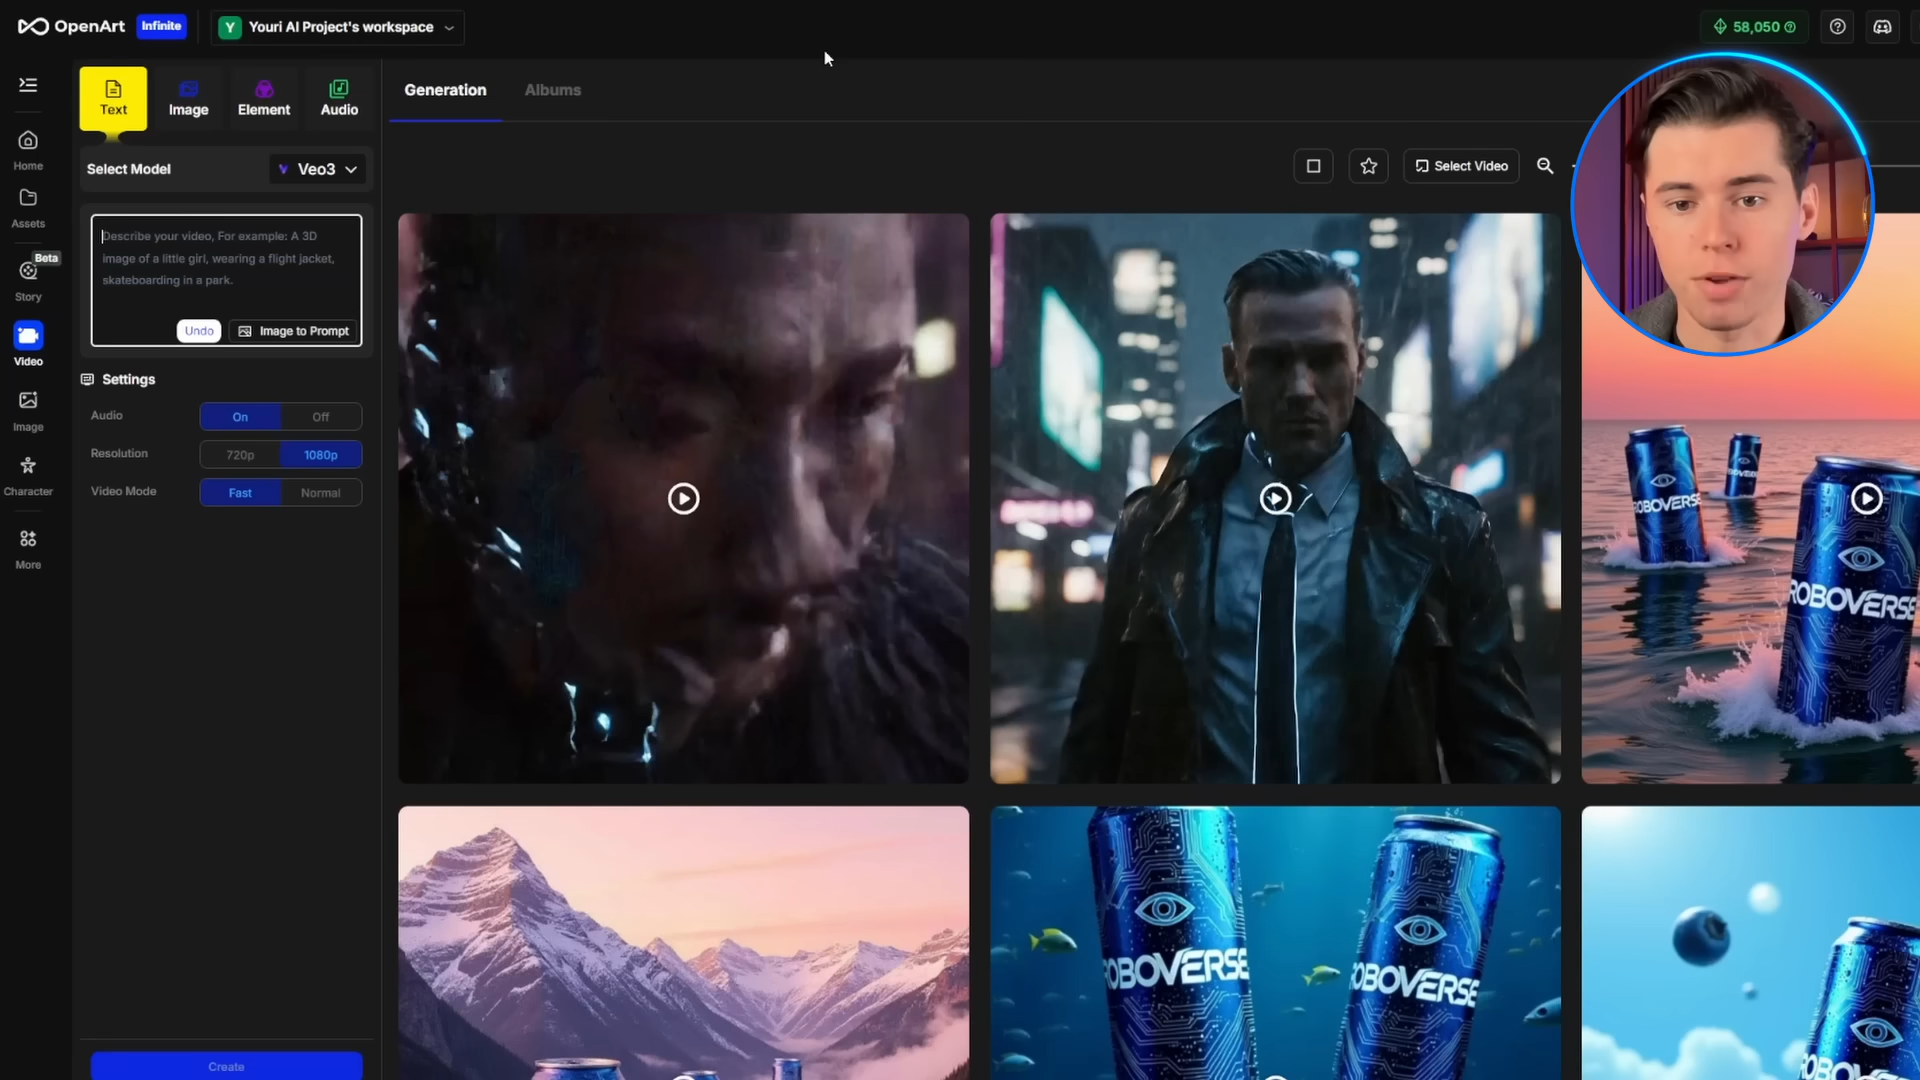 OpenArt
Infinite
Y
Youri AI Project's workspace
58,050
Text
Image
Element
Audio
Generation
Albums
Select Model
Veo3
Select Video
Home
Assets
Beta
Story
Video
Image
Character
More
Describe your video, For example: A 3D
image of a little girl, wearing a flight jacket,
skateboarding in a park.
Undo
Image to Prompt
Settings
Audio
On
Off
Resolution
720p
1080p
Video Mode
Fast
Normal
ROBOVERSE
ROBOVERSE
OBOVERSE
OBOVERSE
ROBOVERSE
Create